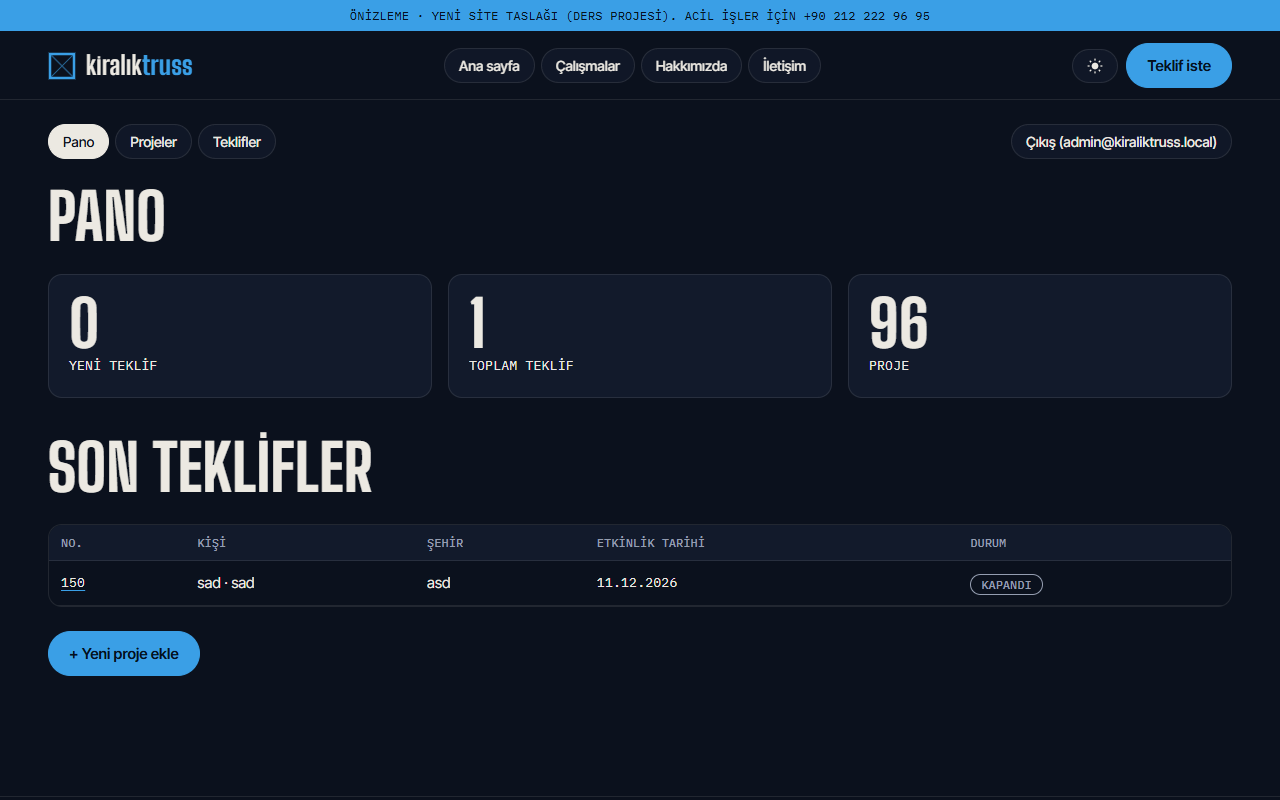 ÖNİZLEME · YENİ SİTE TASLAĞI (DERS PROJESİ). ACİL İŞLER İÇİN +90 212 222 96 95
kiralıktruss Ana sayfa Çalışmalar Hakkımızda İletişim Teklif iste
Pano Projeler Teklifler Çıkış (admin@kiraliktruss.local)
PANO
0 1 96
YENİ TEKLİF TOPLAM TEKLİF PROJE
SON TEKLİFLER
NO. KİŞİ ŞEHİR ETKİNLİK TARİHİ DURUM
150 sad · sad asd 11.12.2026 KAPANDI
+ Yeni proje ekle